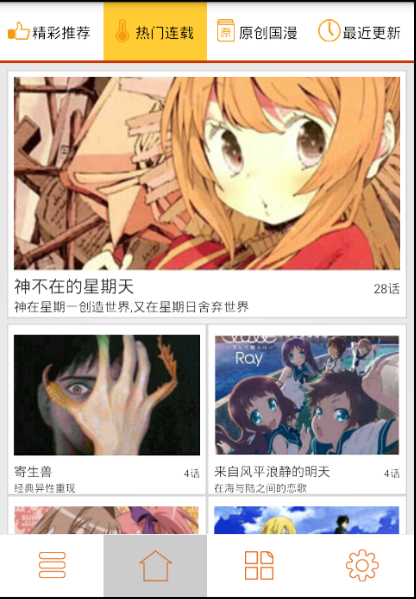 精彩推荐
热门连载
原
原创国漫
最近更新
神不在的星期天
28话
神在星期一创造世界,又在星期日舍弃世界
Ray
寄生兽
4话
经典异性重现
来自风平浪静的明天
4话
在海与陆之间的恋歌